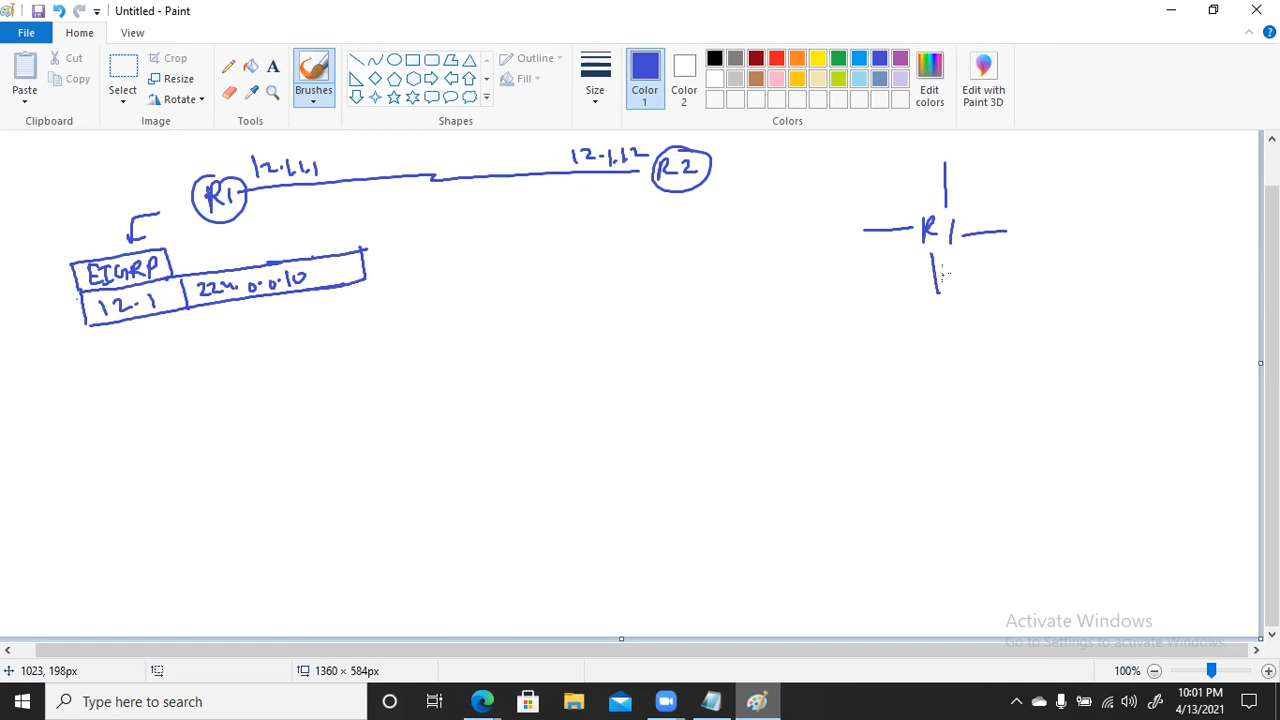 Untitled - Paint
File Home View
Paste Cut Copy
Clipboard
Select Crop Resize Rotate
Image
A
Tools
Brushes
Outline Fill
Shapes
Size
Color 1 Color 2
Edit colors
Edit with Paint 3D
Colors
12.1.1.1 12.1.12
R1 R2
R1
EIGRP
12.1 224.0.0.10
Activate Windows
Go to Settings to activate Windows.
1023, 198px 1360 × 584px 100%
Type here to search
10:01 PM
4/13/2021